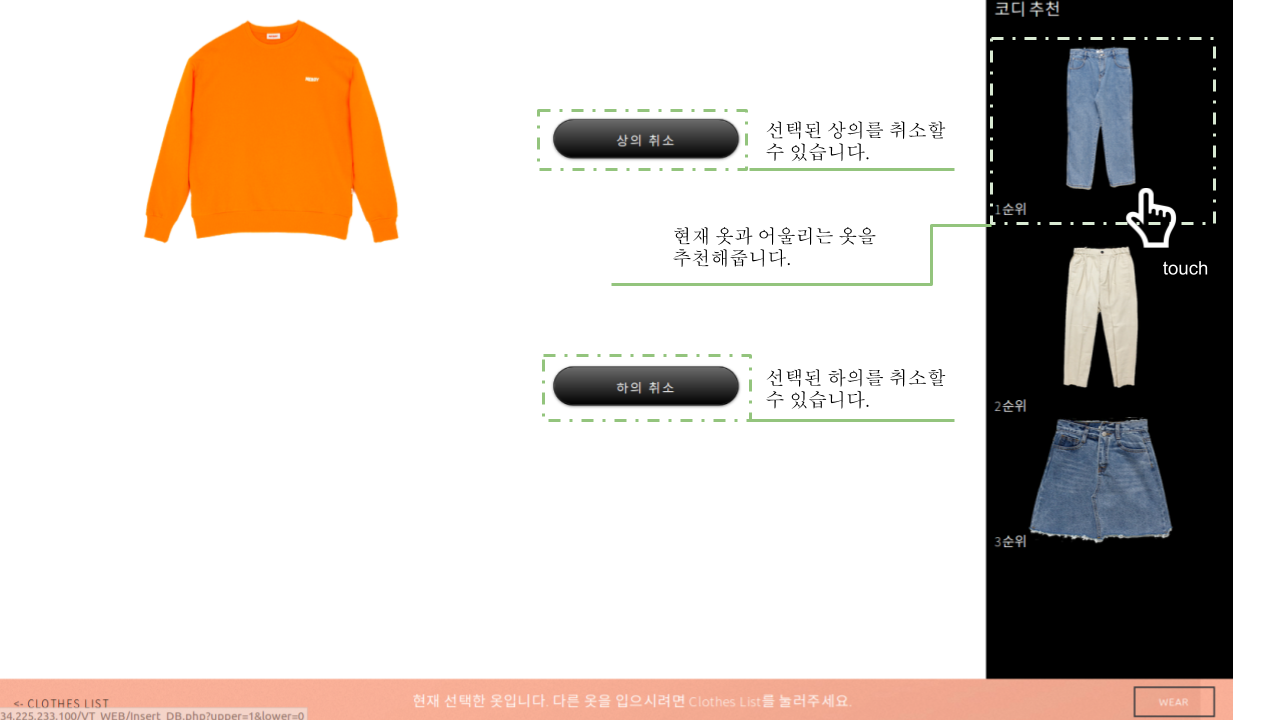 코디 추천
상의 취소
선택된 상의를 취소할
수 있습니다.
1순위
현재 옷과 어울리는 옷을
추천해줍니다.
touch
하의 취소
선택된 하의를 취소할
수 있습니다.
2순위
3순위
<- CLOTHES LIST
현재 선택한 옷입니다. 다른 옷을 입으시려면 Clothes List를 눌러주세요.
WEAR
34.225.233.100/VT_WEB/Insert_DB.php?upper=1&lower=0